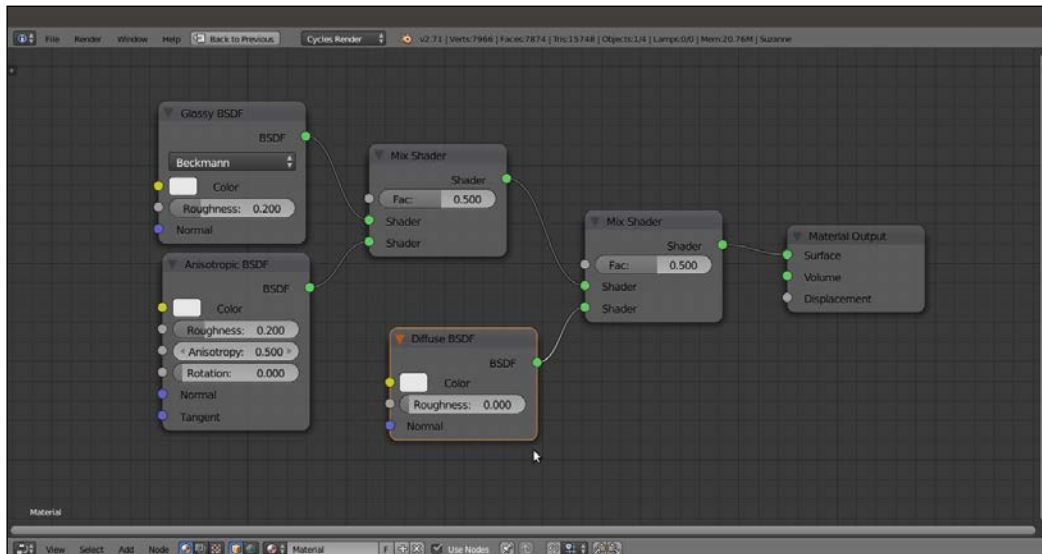 File Render Window Help Back to Previous Cycles Render v2.71 | Verts:7966 | Faces:7874 | Tris:15748 | Objects:1/4 | Lamps:0/0 | Mem:20.76M | Suzanne
Glossy BSDF
BSDF
Beckmann
Color
Roughness: 0.200
Normal
Anisotropic BSDF
BSDF
Color
Roughness: 0.200
Anisotropy: 0.500
Rotation: 0.000
Normal
Tangent
Mix Shader
Shader
Fac: 0.500
Shader
Shader
Diffuse BSDF
BSDF
Color
Roughness: 0.000
Normal
Mix Shader
Shader
Fac: 0.500
Shader
Shader
Material Output
Surface
Volume
Displacement
Material
View Select Add Node Material F Use Nodes